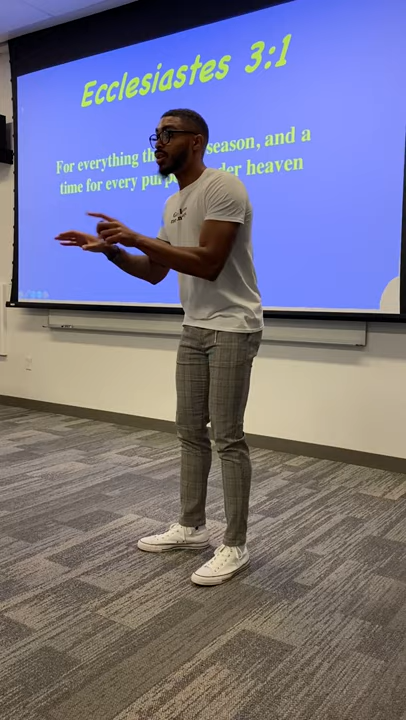 Ecclesiastes 3:1
For everything season, and a
time for every heaven